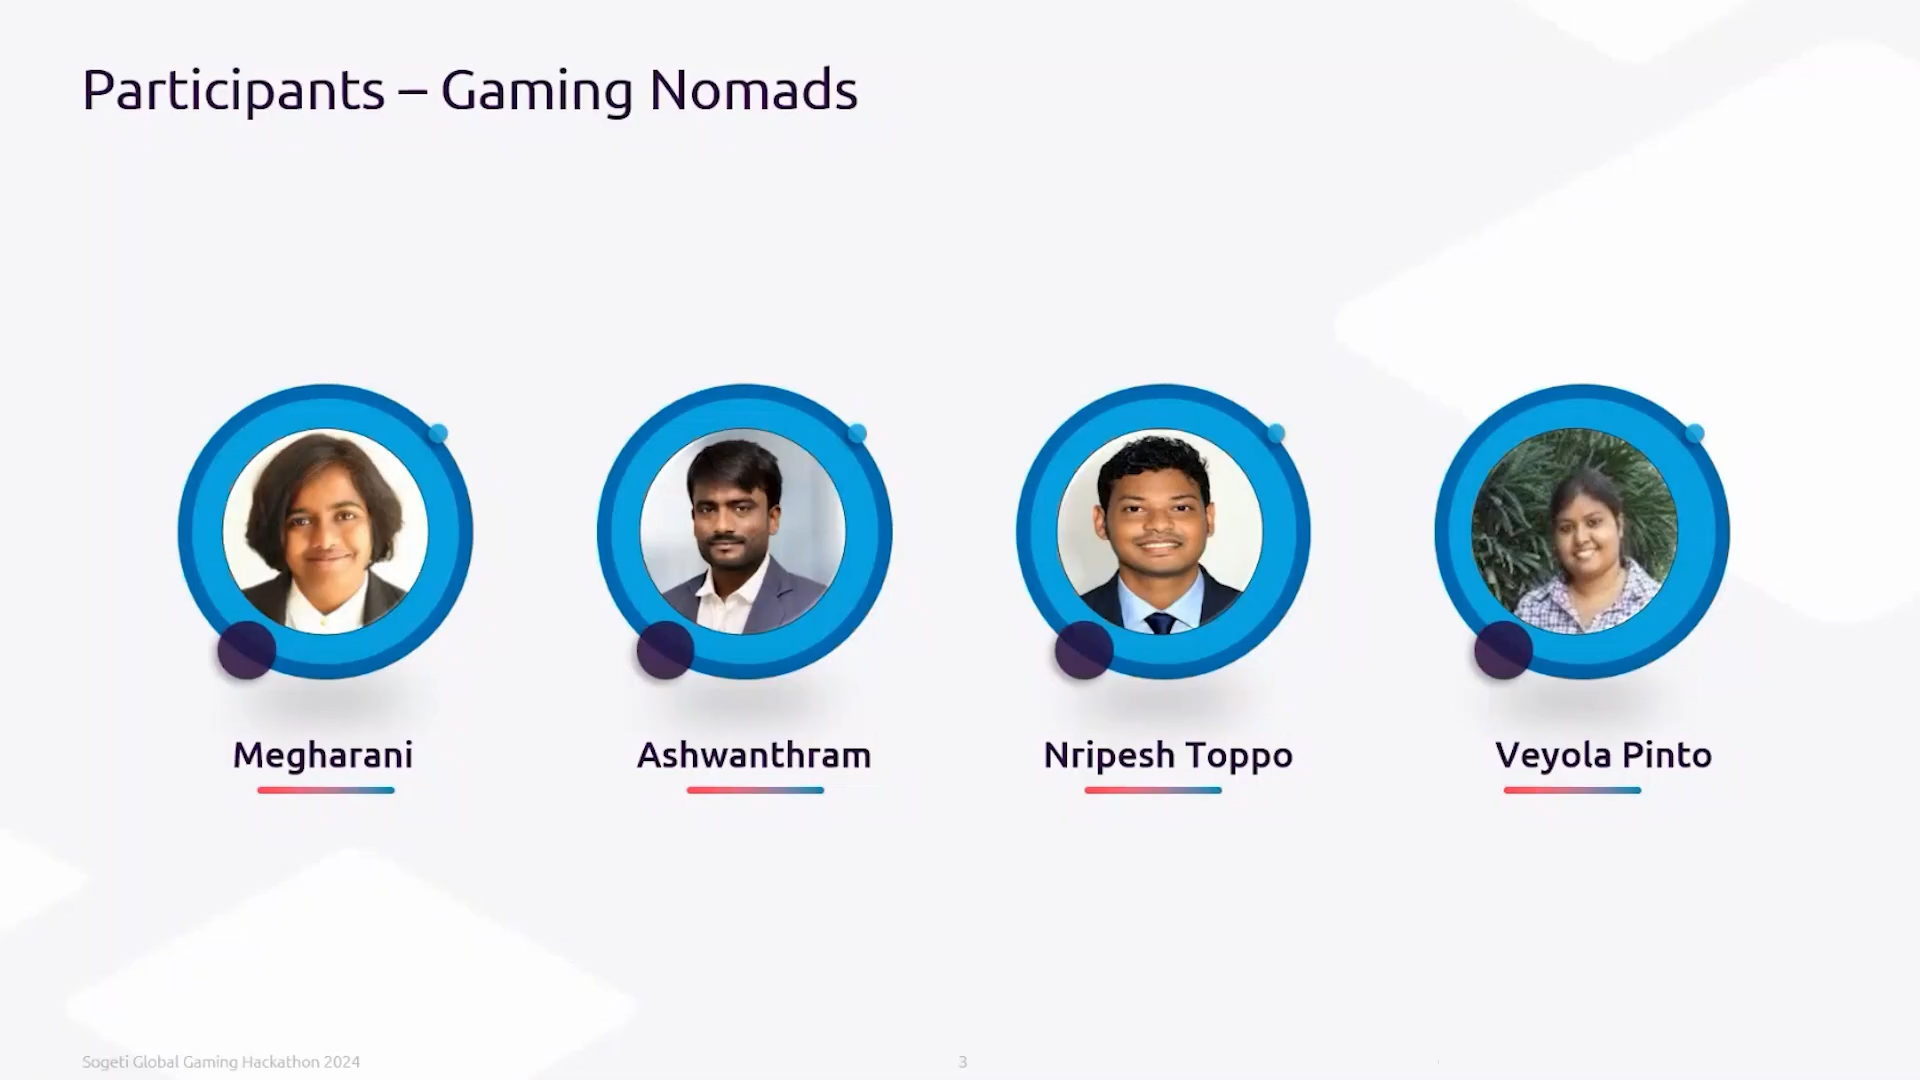 Participants – Gaming Nomads
Megharani
Ashwanthram
Nripesh Toppo
Veyola Pinto
Sogeti Global Gaming Hackathon 2024
3